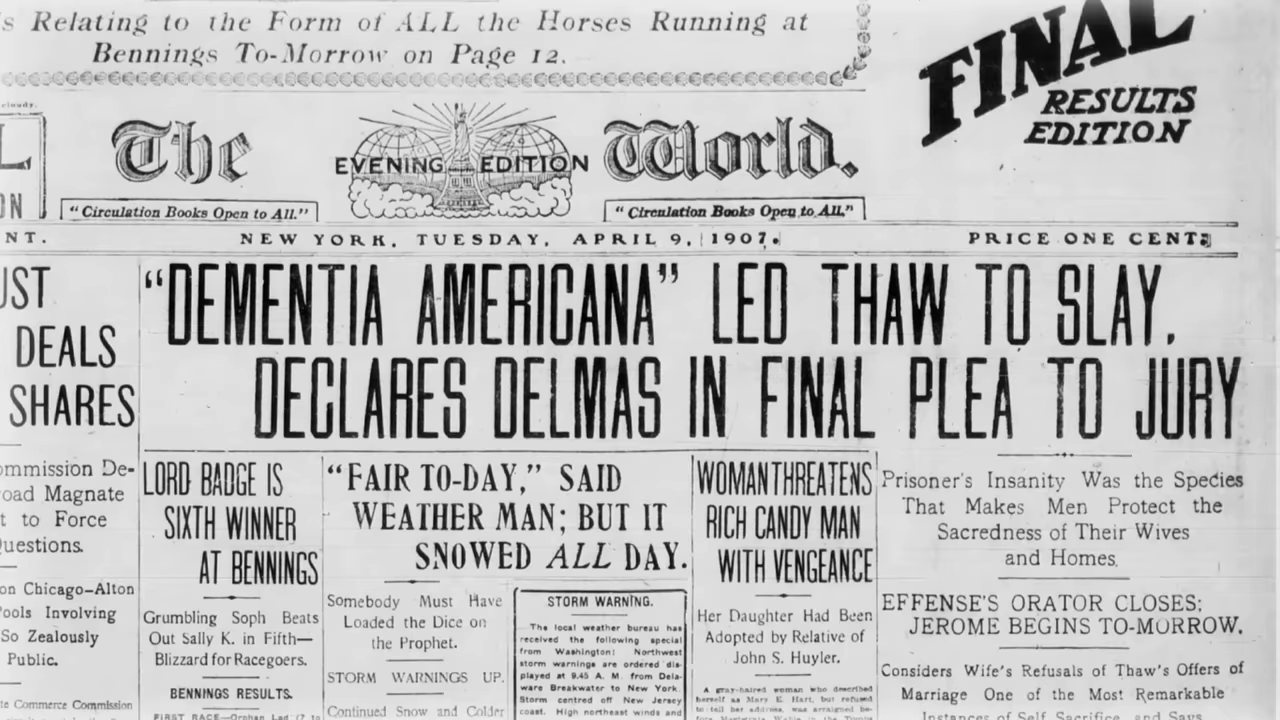 s Relating to the Form of ALL the Horses Running at
Bennings To-Morrow on Page 12.
FINAL
RESULTS
EDITION
The
EVENING EDITION
World.
"Circulation Books Open to All."
"Circulation Books Open to All."
NT.
NEW YORK, TUESDAY, APRIL 9, 1907.
PRICE ONE CENT
UST
DEALS
SHARES
ommission De-
oad Magnate
t to Force
uestions.
on Chicago-Alton
ools Involving
So Zealously
Public.
te Commerce Commission
"DEMENTIA AMERICANA" LED THAW TO SLAY,
DECLARES DELMAS IN FINAL PLEA TO JURY
LORD BADGE IS
SIXTH WINNER
AT BENNINGS
Grumbling Soph Beats
Out Sally K. in Fifth—
Blizzard for Racegoers.
BENNINGS RESULTS.
FIRST RACE—Orphan Lad 17 to
"FAIR TO-DAY," SAID
WEATHER MAN; BUT IT
SNOWED ALL DAY.
Somebody Must Have
Loaded the Dice on
the Prophet.
STORM WARNINGS UP.
Continued Snow and Colder
STORM WARNING.
The local weather bureau has
received the following special
from Washington: Northwest
storm warnings are ordered dis-
played at 9.45 A. M. from Dela-
ware Breakwater to New York.
Storm centred off New Jersey
coast. High northeast winds and
WOMAN THREATENS
RICH CANDY MAN
WITH VENGEANCE
Her Daughter Had Been
Adopted by Relative of
John S. Huyler.
A gray-haired woman who described
herself as Mary E. Hart, but refused
to tell her address, was arraigned be-
Prisoner's Insanity Was the Species
That Makes Men Protect the
Sacredness of Their Wives
and Homes.
EFFENSE'S ORATOR CLOSES;
JEROME BEGINS TO-MORROW.
Considers Wife's Refusals of Thaw's Offers of
Marriage One of the Most Remarkable
Instances of Self Sacrifice, and Says